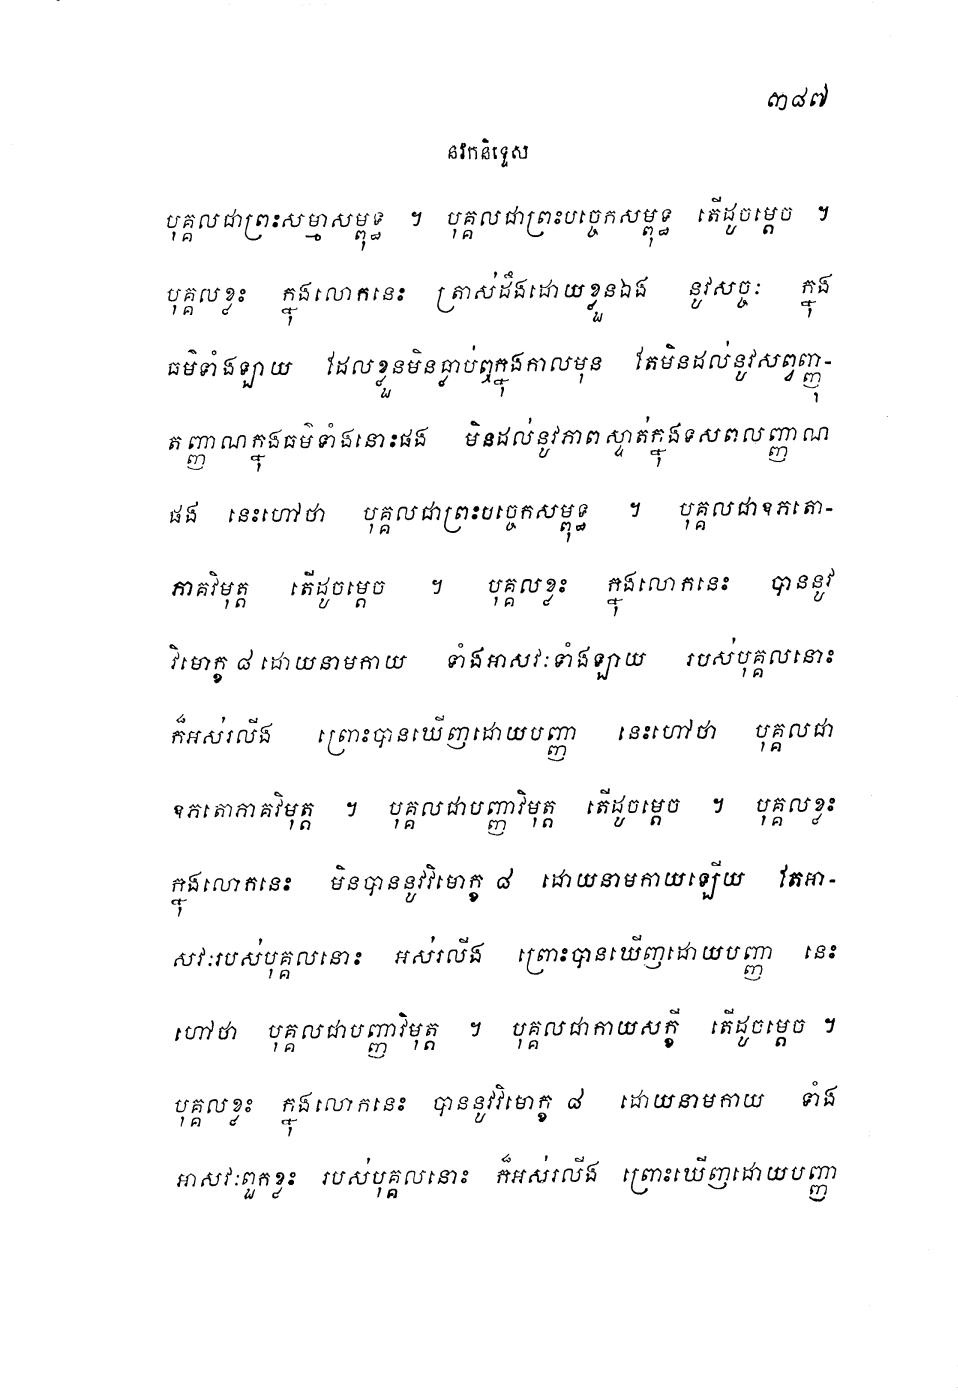 ៣៨៧
នវកនិទ្ទេស
បុគ្គលជាព្រះសម្មាសម្ពុទ្ធ ។ បុគ្គលជាព្រះបច្ចេកសម្ពុទ្ធ តើដូចម្តេច ។
បុគ្គលខ្លះ ក្នុងលោកនេះ ត្រាស់ដឹងដោយខ្លួនឯង នូវសច្ចៈ ក្នុង
ធម៌ទាំងឡាយ ដែលខ្លួនមិនធ្លាប់ឮក្នុងកាលមុន តែមិនដល់នូវសព្វញ្ញុ-
តញ្ញាណក្នុងធម៌ទាំងនោះផង មិនដល់នូវភាពស្ទាត់ក្នុងទសពលញ្ញាណ
ផង នេះហៅថា បុគ្គលជាព្រះបច្ចេកសម្ពុទ្ធ ។ បុគ្គលជាឧភតោ-
ភាគវិមុត្ត តើដូចម្តេច ។ បុគ្គលខ្លះ ក្នុងលោកនេះ បាននូវ
វិមោក្ខ ៨ ដោយនាមកាយ ទាំងអាសវៈទាំងឡាយ របស់បុគ្គលនោះ
ក៏អស់រលីង ព្រោះបានឃើញដោយបញ្ញា នេះហៅថា បុគ្គលជា
ឧភតោភាគវិមុត្ត ។ បុគ្គលជាបញ្ញាវិមុត្ត តើដូចម្តេច ។ បុគ្គលខ្លះ
ក្នុងលោកនេះ មិនបាននូវវិមោក្ខ ៨ ដោយនាមកាយឡើយ តែអា-
សវៈរបស់បុគ្គលនោះ អស់រលីង ព្រោះបានឃើញដោយបញ្ញា នេះ
ហៅថា បុគ្គលជាបញ្ញាវិមុត្ត ។ បុគ្គលជាកាយសក្ខី តើដូចម្តេច ។
បុគ្គលខ្លះ ក្នុងលោកនេះ បាននូវវិមោក្ខ ៨ ដោយនាមកាយ ទាំង
អាសវៈពួកខ្លះ របស់បុគ្គលនោះ ក៏អស់រលីង ព្រោះឃើញដោយបញ្ញា